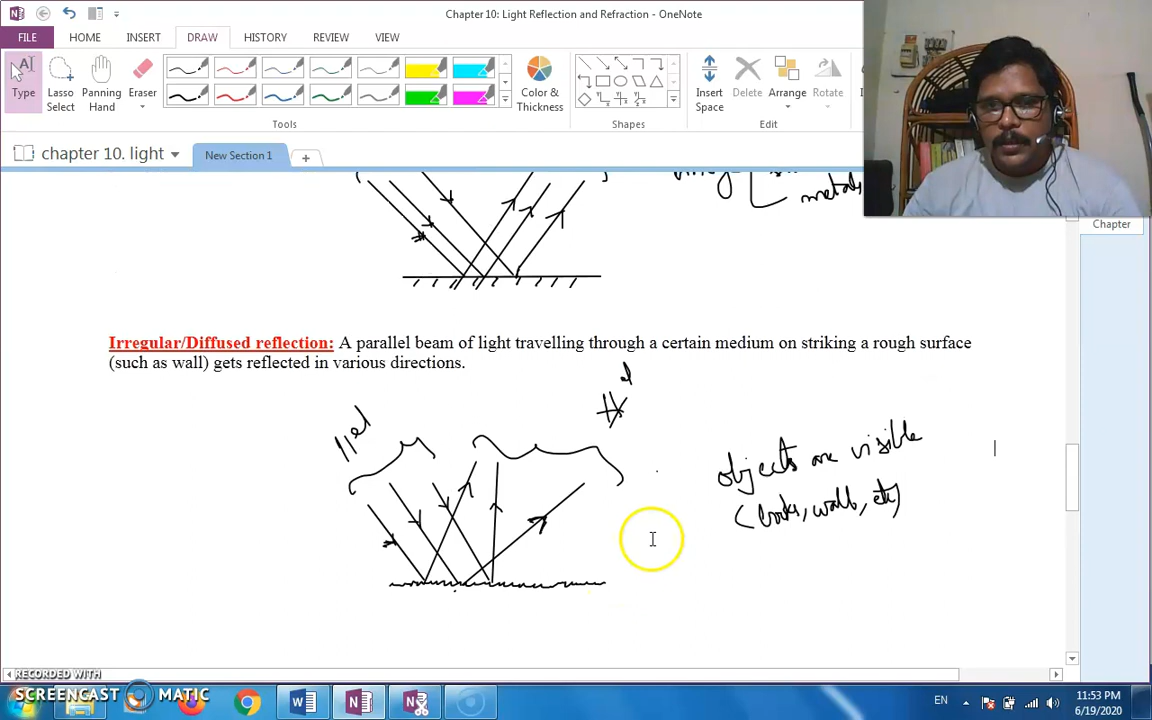 Chapter 10: Light Reflection and Refraction - OneNote
FILE HOME INSERT DRAW HISTORY REVIEW VIEW
Type
Lasso Select
Panning Hand
Eraser
Color & Thickness
Insert Space
Delete
Arrange
Rotate
Tools
Shapes
Edit
chapter 10. light
New Section 1
Chapter
metals
Irregular/Diffused reflection: A parallel beam of light travelling through a certain medium on striking a rough surface
(such as wall) gets reflected in various directions.
||el
objects are visible
(books, walls, etc)
RECORDED WITH
SCREENCAST MATIC
EN
11:53 PM
6/19/2020